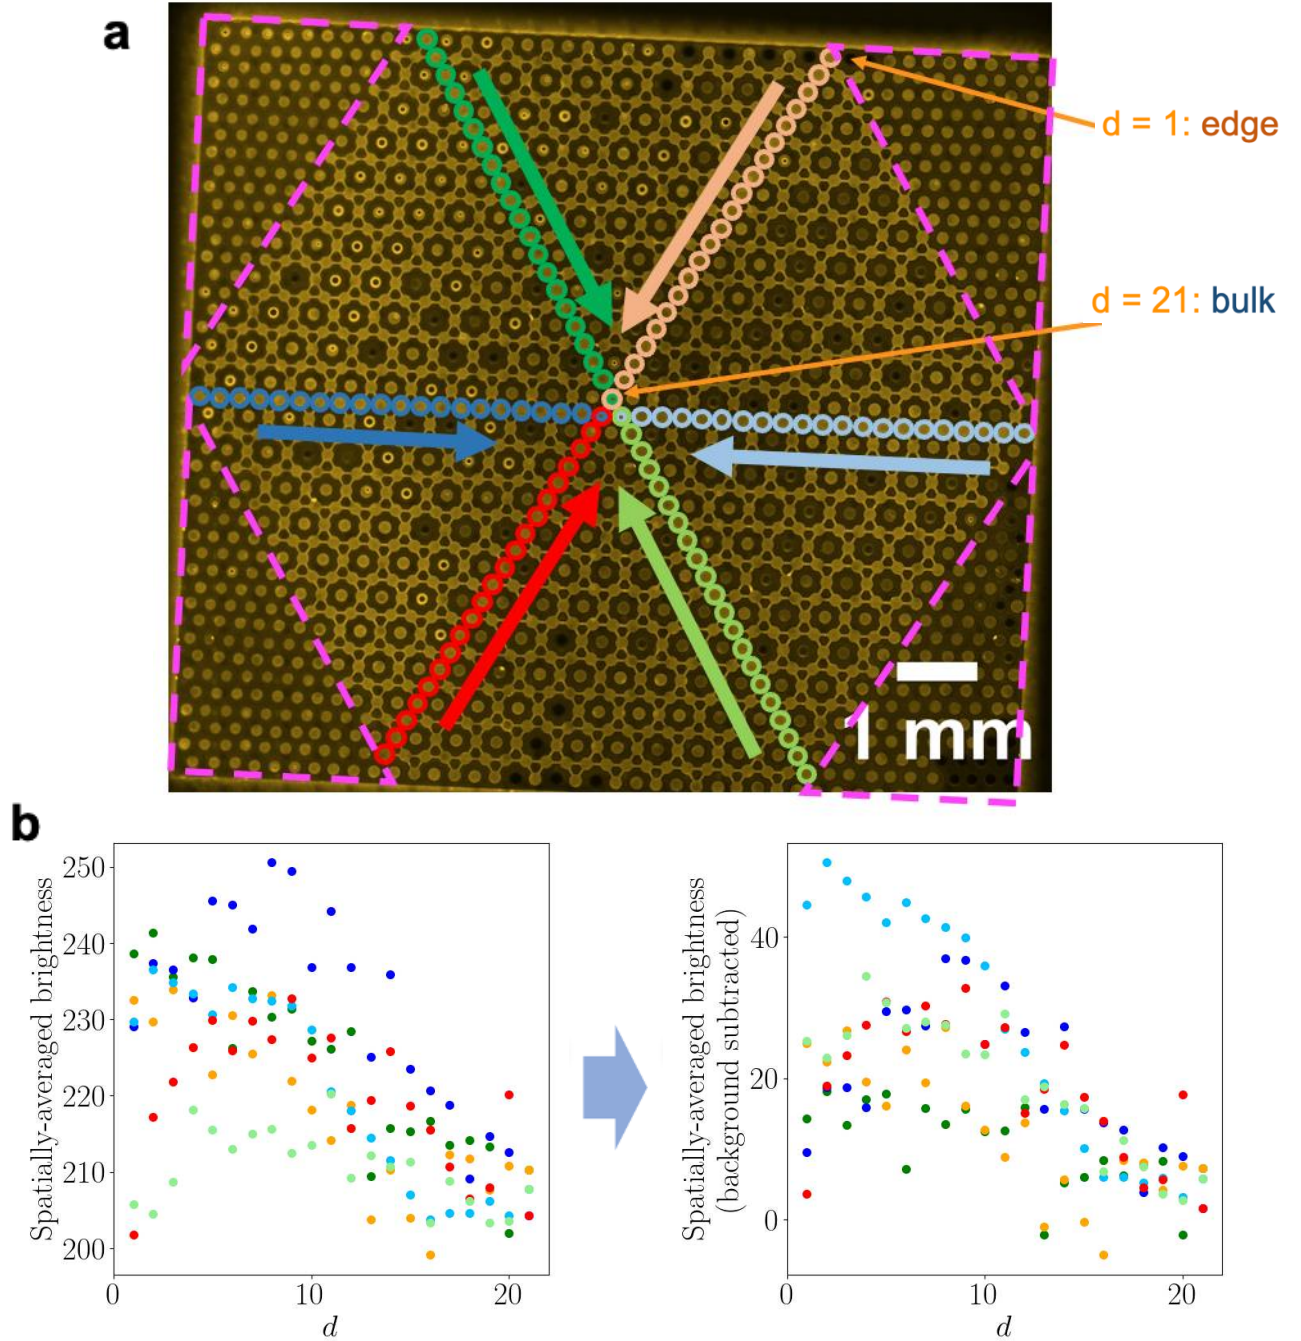 a
d = 1: edge
d = 21: bulk
1 mm
b
Spatially-averaged brightness
250
240
230
220
210
200
0
10
20
d
Spatially-averaged brightness
(background subtracted)
40
20
0
0
10
20
d